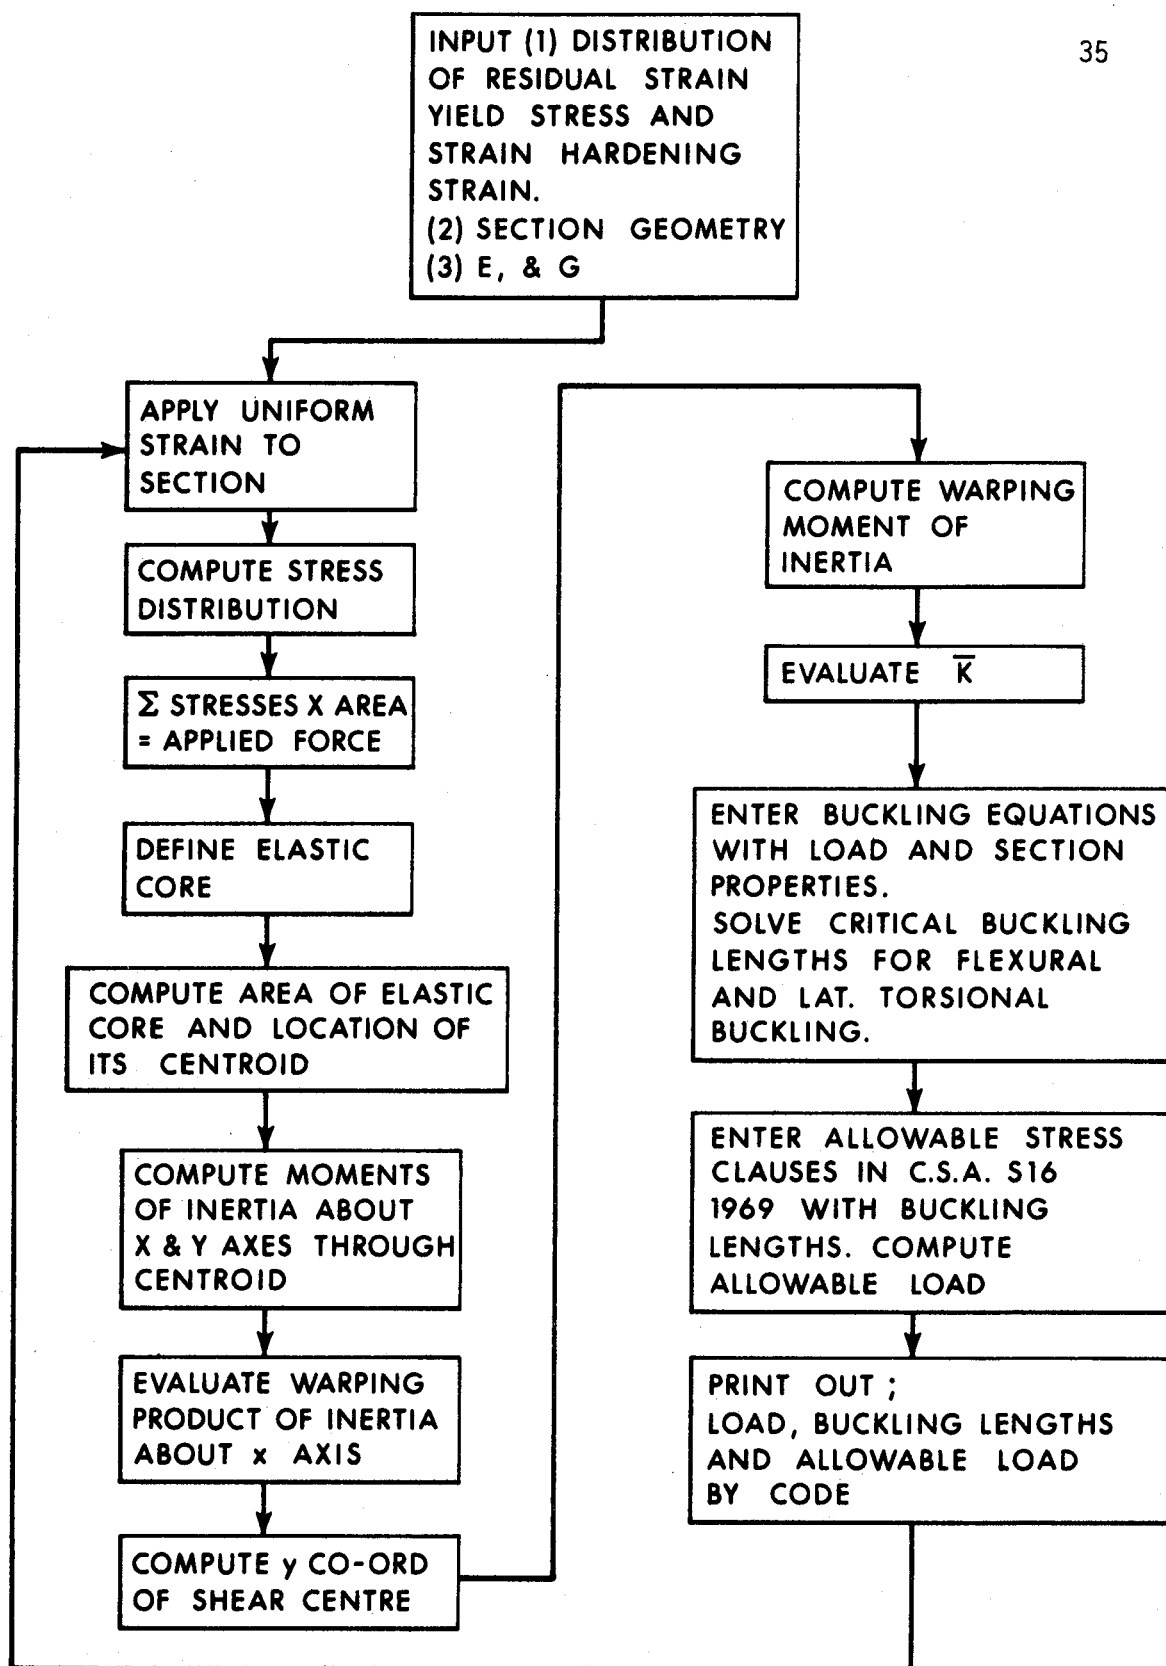 35
INPUT (1) DISTRIBUTION
OF RESIDUAL STRAIN
YIELD STRESS AND
STRAIN HARDENING
STRAIN.
(2) SECTION GEOMETRY
(3) E, & G
APPLY UNIFORM
STRAIN TO
SECTION
COMPUTE STRESS
DISTRIBUTION
Σ STRESSES X AREA
= APPLIED FORCE
DEFINE ELASTIC
CORE
COMPUTE AREA OF ELASTIC
CORE AND LOCATION OF
ITS CENTROID
COMPUTE MOMENTS
OF INERTIA ABOUT
X & Y AXES THROUGH
CENTROID
EVALUATE WARPING
PRODUCT OF INERTIA
ABOUT x AXIS
COMPUTE y CO-ORD
OF SHEAR CENTRE
COMPUTE WARPING
MOMENT OF
INERTIA
EVALUATE K̅
ENTER BUCKLING EQUATIONS
WITH LOAD AND SECTION
PROPERTIES.
SOLVE CRITICAL BUCKLING
LENGTHS FOR FLEXURAL
AND LAT. TORSIONAL
BUCKLING.
ENTER ALLOWABLE STRESS
CLAUSES IN C.S.A. S16
1969 WITH BUCKLING
LENGTHS. COMPUTE
ALLOWABLE LOAD
PRINT OUT ;
LOAD, BUCKLING LENGTHS
AND ALLOWABLE LOAD
BY CODE